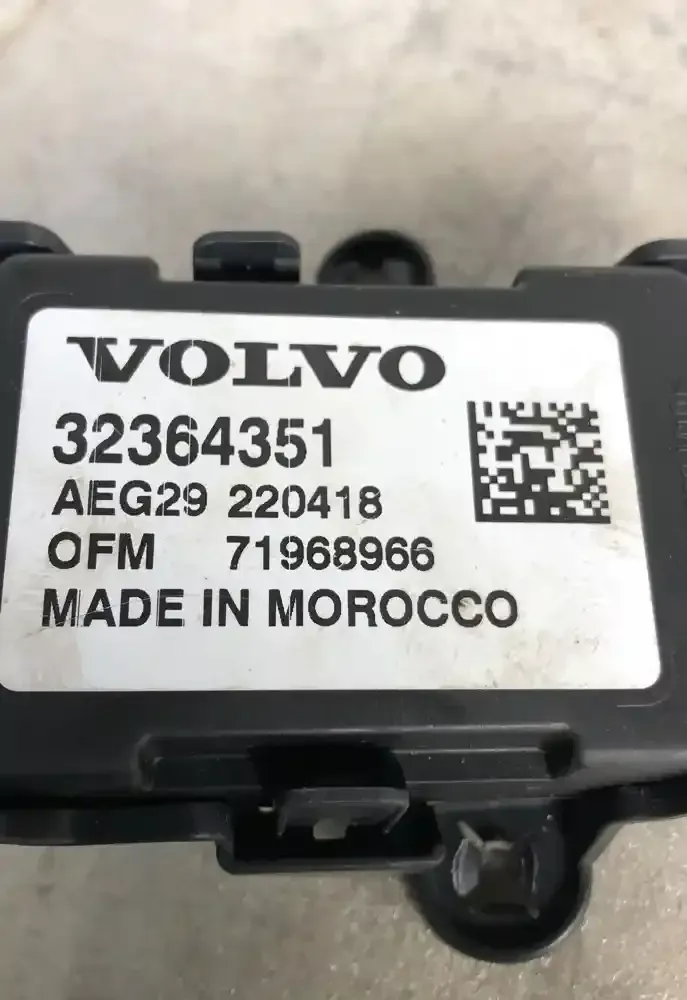 VOLVO
32364351
AEG29 220418
OFM 71968966
MADE IN MOROCCO